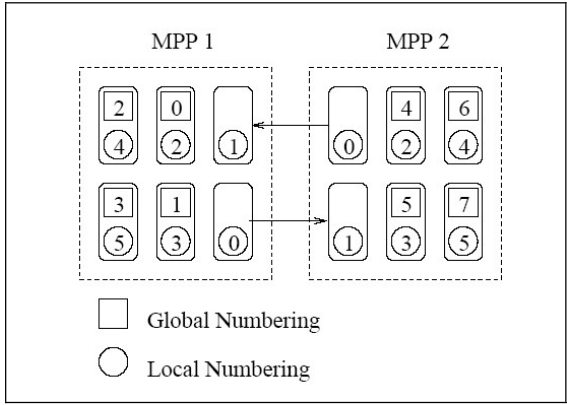 MPP 1 MPP 2
2 0 4 6
4 2 1 0 2 4
3 1 5 7
5 3 0 1 3 5
Global Numbering
Local Numbering